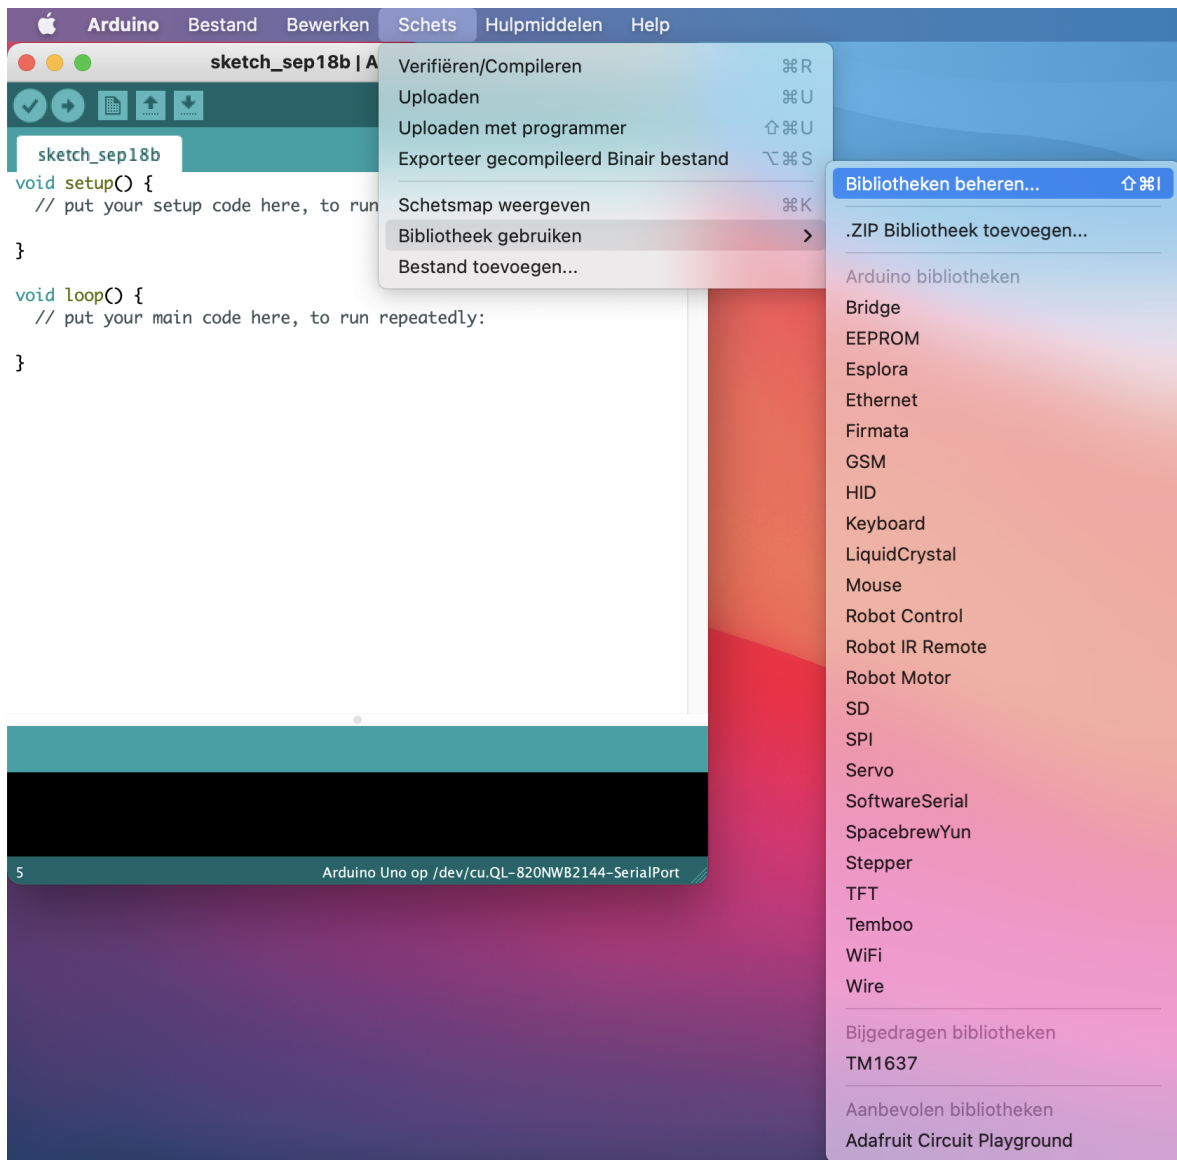 Arduino Bestand Bewerken Schets Hulpmiddelen Help
sketch_sep18b | A
sketch_sep18b
void setup() {
// put your setup code here, to run
}
void loop() {
// put your main code here, to run repeatedly:
}
5
Arduino Uno op /dev/cu.QL-820NWB2144-SerialPort
Verifiëren/Compileren ⌘R
Uploaden ⌘U
Uploaden met programmer ⇧⌘U
Exporteer gecompileerd Binair bestand ⌥⌘S
Schetsmap weergeven ⌘K
Bibliotheek gebruiken
Bestand toevoegen...
Bibliotheken beheren... ⇧⌘I
.ZIP Bibliotheek toevoegen...
Arduino bibliotheken
Bridge
EEPROM
Esplora
Ethernet
Firmata
GSM
HID
Keyboard
LiquidCrystal
Mouse
Robot Control
Robot IR Remote
Robot Motor
SD
SPI
Servo
SoftwareSerial
SpacebrewYun
Stepper
TFT
Temboo
WiFi
Wire
Bijgedragen bibliotheken
TM1637
Aanbevolen bibliotheken
Adafruit Circuit Playground